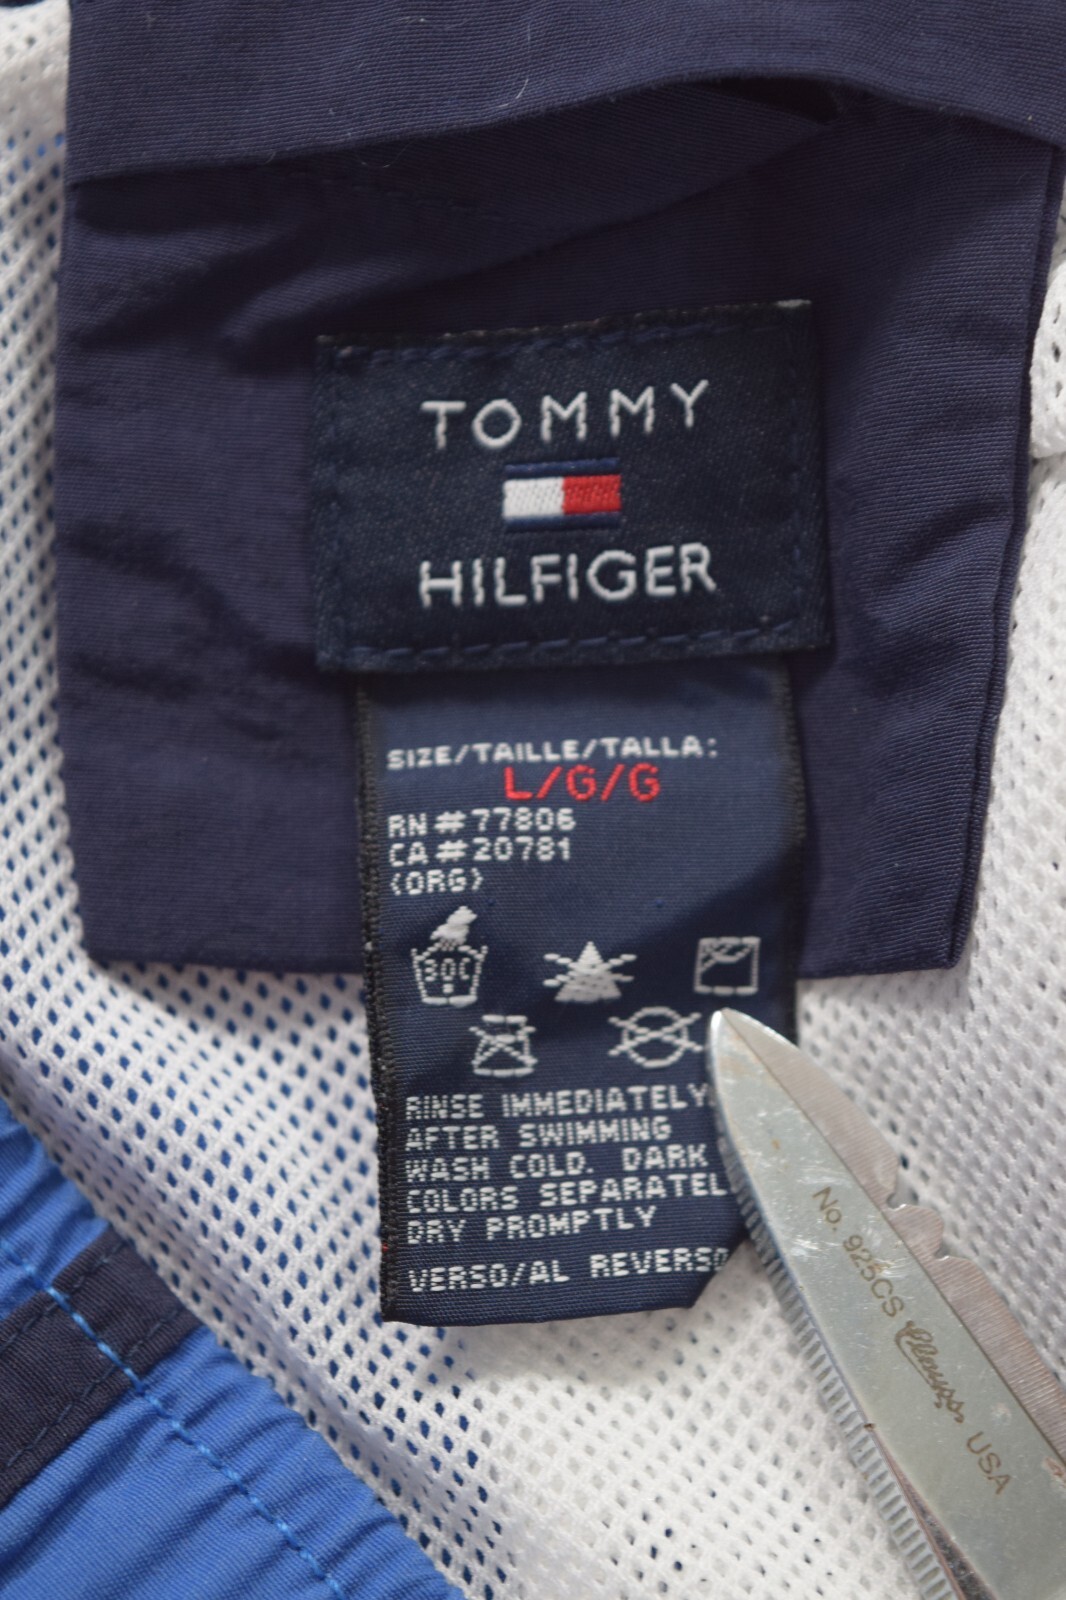 TOMMY
HILFIGER
SIZE/TAILLE/TALLA:
L/G/G
RN # 77806
CA # 20781
(ORG)
30C
RINSE IMMEDIATELY
AFTER SWIMMING
WASH COLD. DARK
COLORS SEPARATEL
DRY PROMPTLY
VERSO/AL REVERSO
No. 925CS Clauss USA